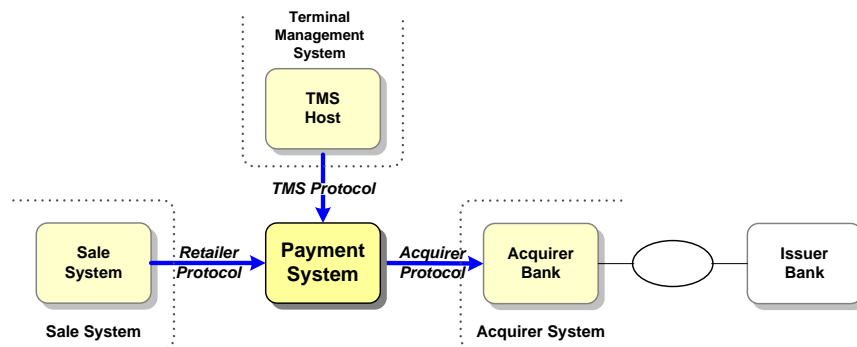 Terminal
Management
System
TMS
Host
TMS Protocol
Sale
System
Retailer
Protocol
Payment
System
Acquirer
Protocol
Acquirer
Bank
Issuer
Bank
Sale System
Acquirer System